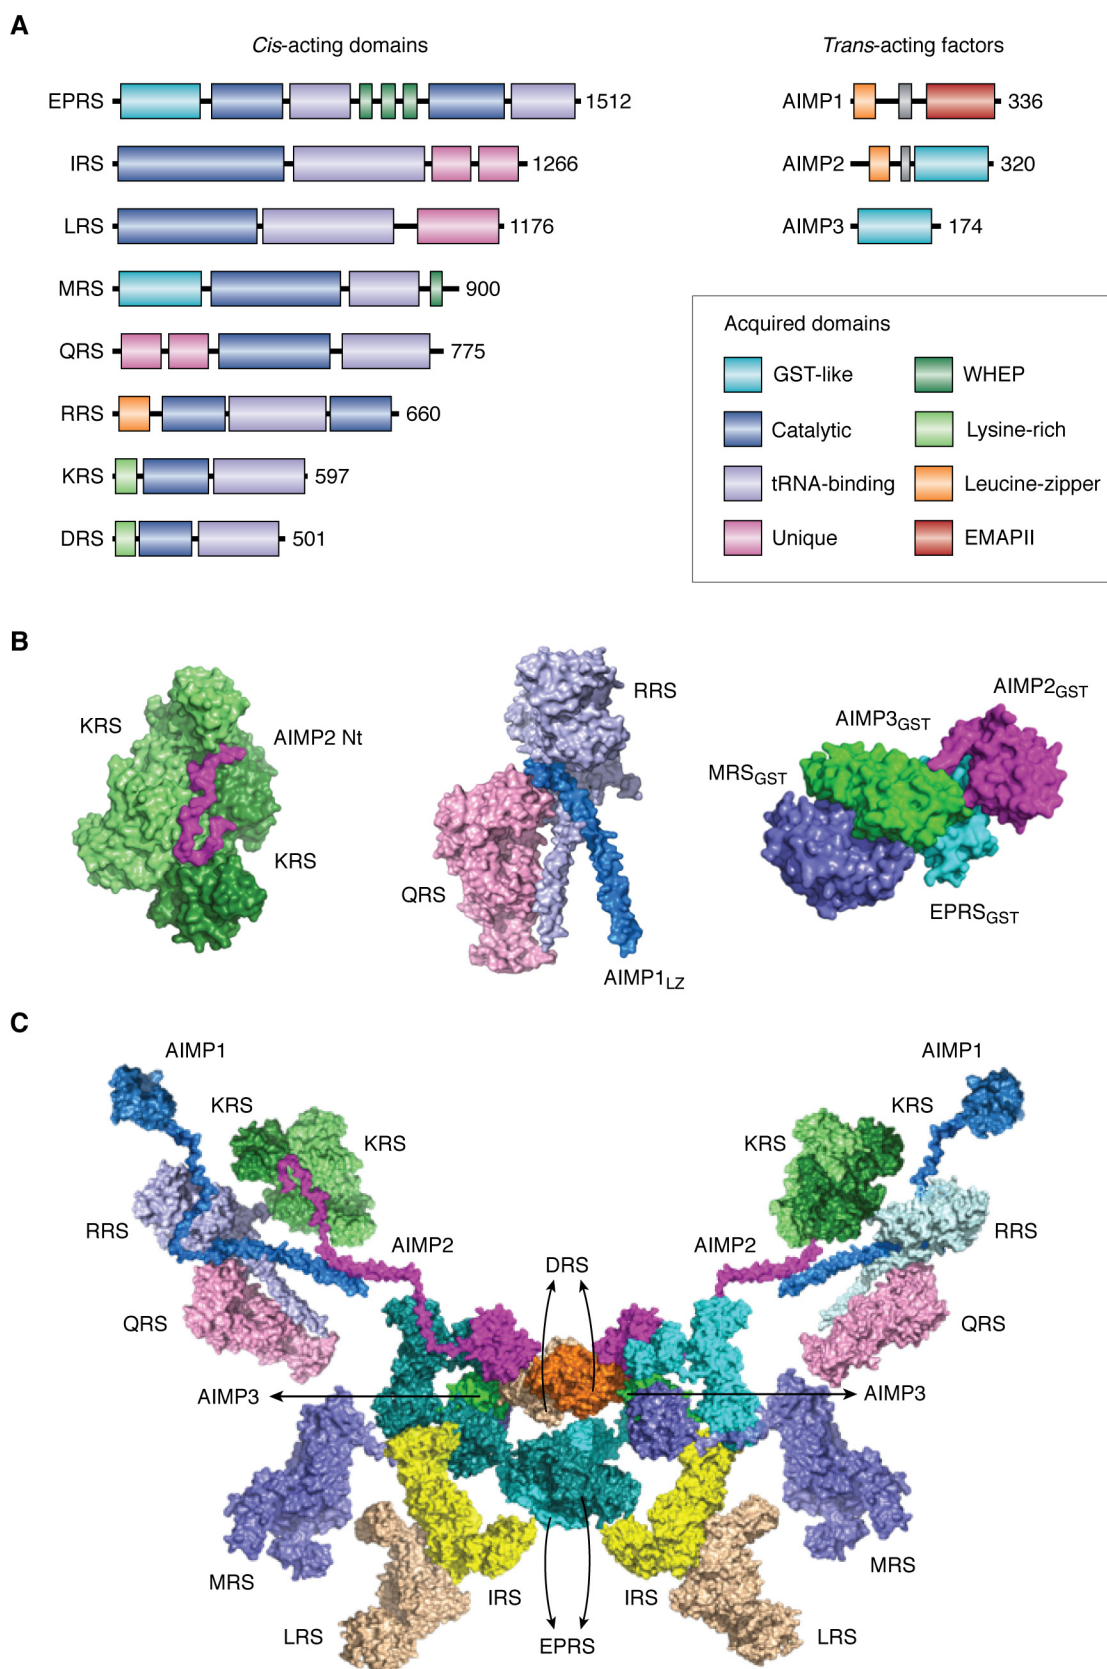 A
Cis-acting domains
Trans-acting factors
EPRS 1512
IRS 1266
LRS 1176
MRS 900
QRS 775
RRS 660
KRS 597
DRS 501
AIMP1 336
AIMP2 320
AIMP3 174
Acquired domains
GST-like
WHEP
Catalytic
Lysine-rich
tRNA-binding
Leucine-zipper
Unique
EMAPII
B
KRS
AIMP2 Nt
KRS
RRS
QRS
AIMP1LZ
AIMP2GST
AIMP3GST
MRSGST
EPRSGST
C
AIMP1
AIMP1
KRS
KRS
KRS
KRS
RRS
AIMP2
AIMP2
RRS
DRS
QRS
QRS
AIMP3
AIMP3
MRS
MRS
IRS
IRS
LRS
EPRS
LRS